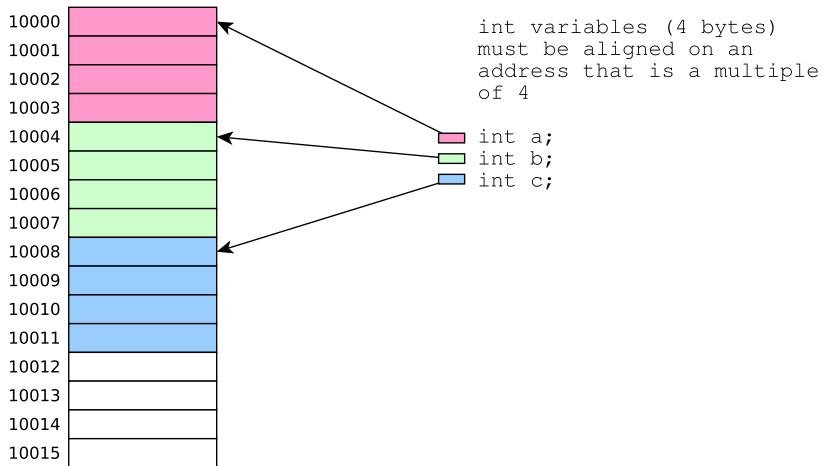 10000
10001
10002
10003
10004
10005
10006
10007
10008
10009
10010
10011
10012
10013
10014
10015
int variables (4 bytes)
must be aligned on an
address that is a multiple
of 4
int a;
int b;
int c;